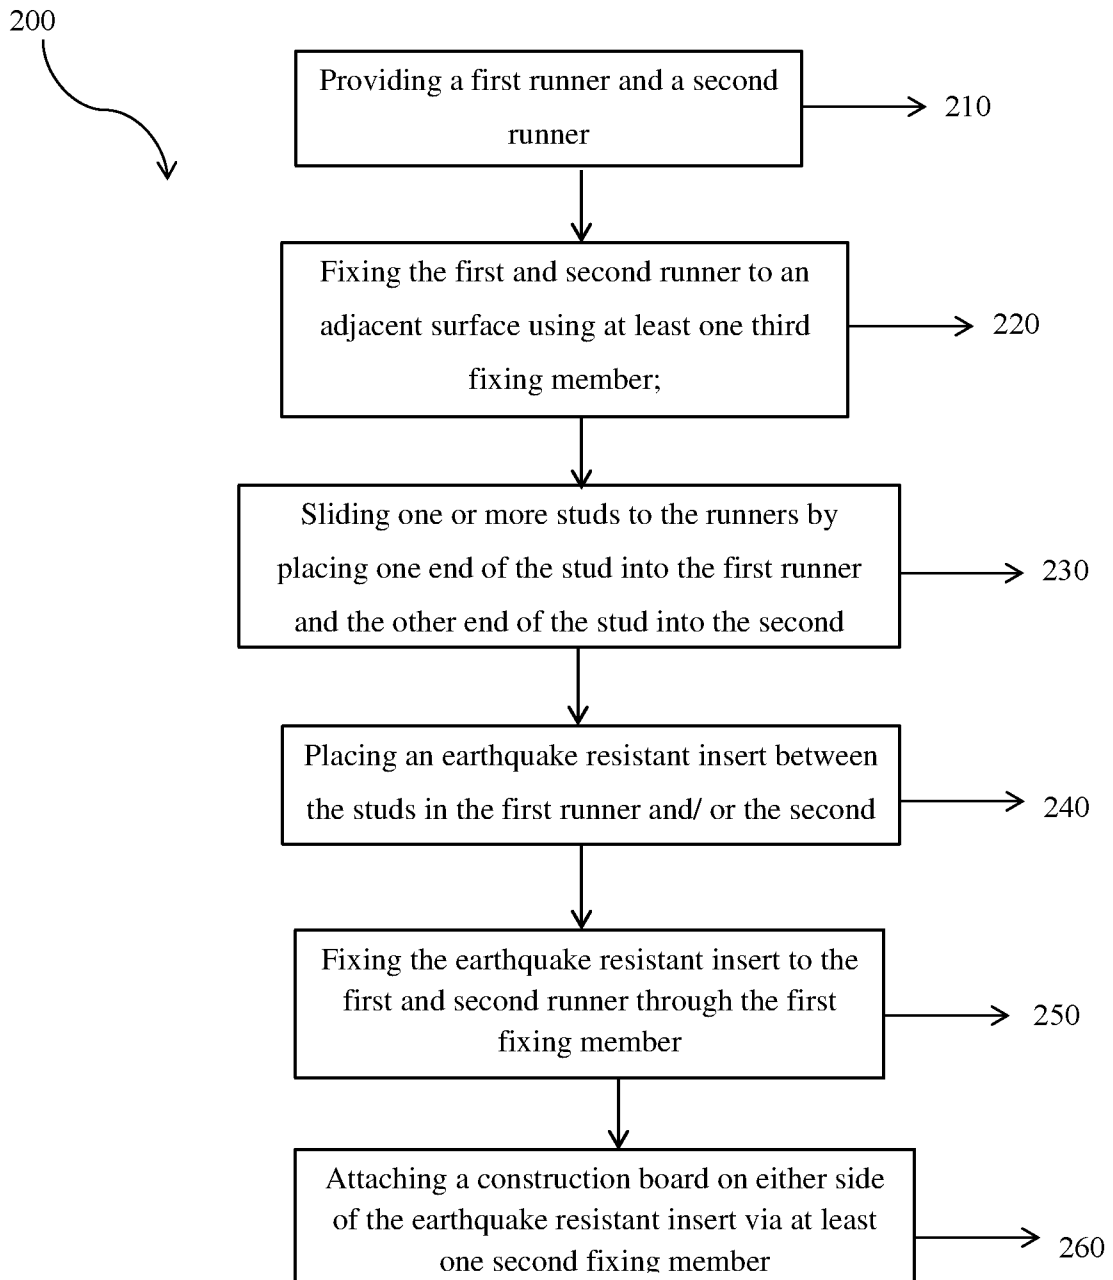 200
Providing a first runner and a second
runner
210
Fixing the first and second runner to an
adjacent surface using at least one third
fixing member;
220
Sliding one or more studs to the runners by
placing one end of the stud into the first runner
and the other end of the stud into the second
230
Placing an earthquake resistant insert between
the studs in the first runner and/ or the second
240
Fixing the earthquake resistant insert to the
first and second runner through the first
fixing member
250
Attaching a construction board on either side
of the earthquake resistant insert via at least
one second fixing member
260